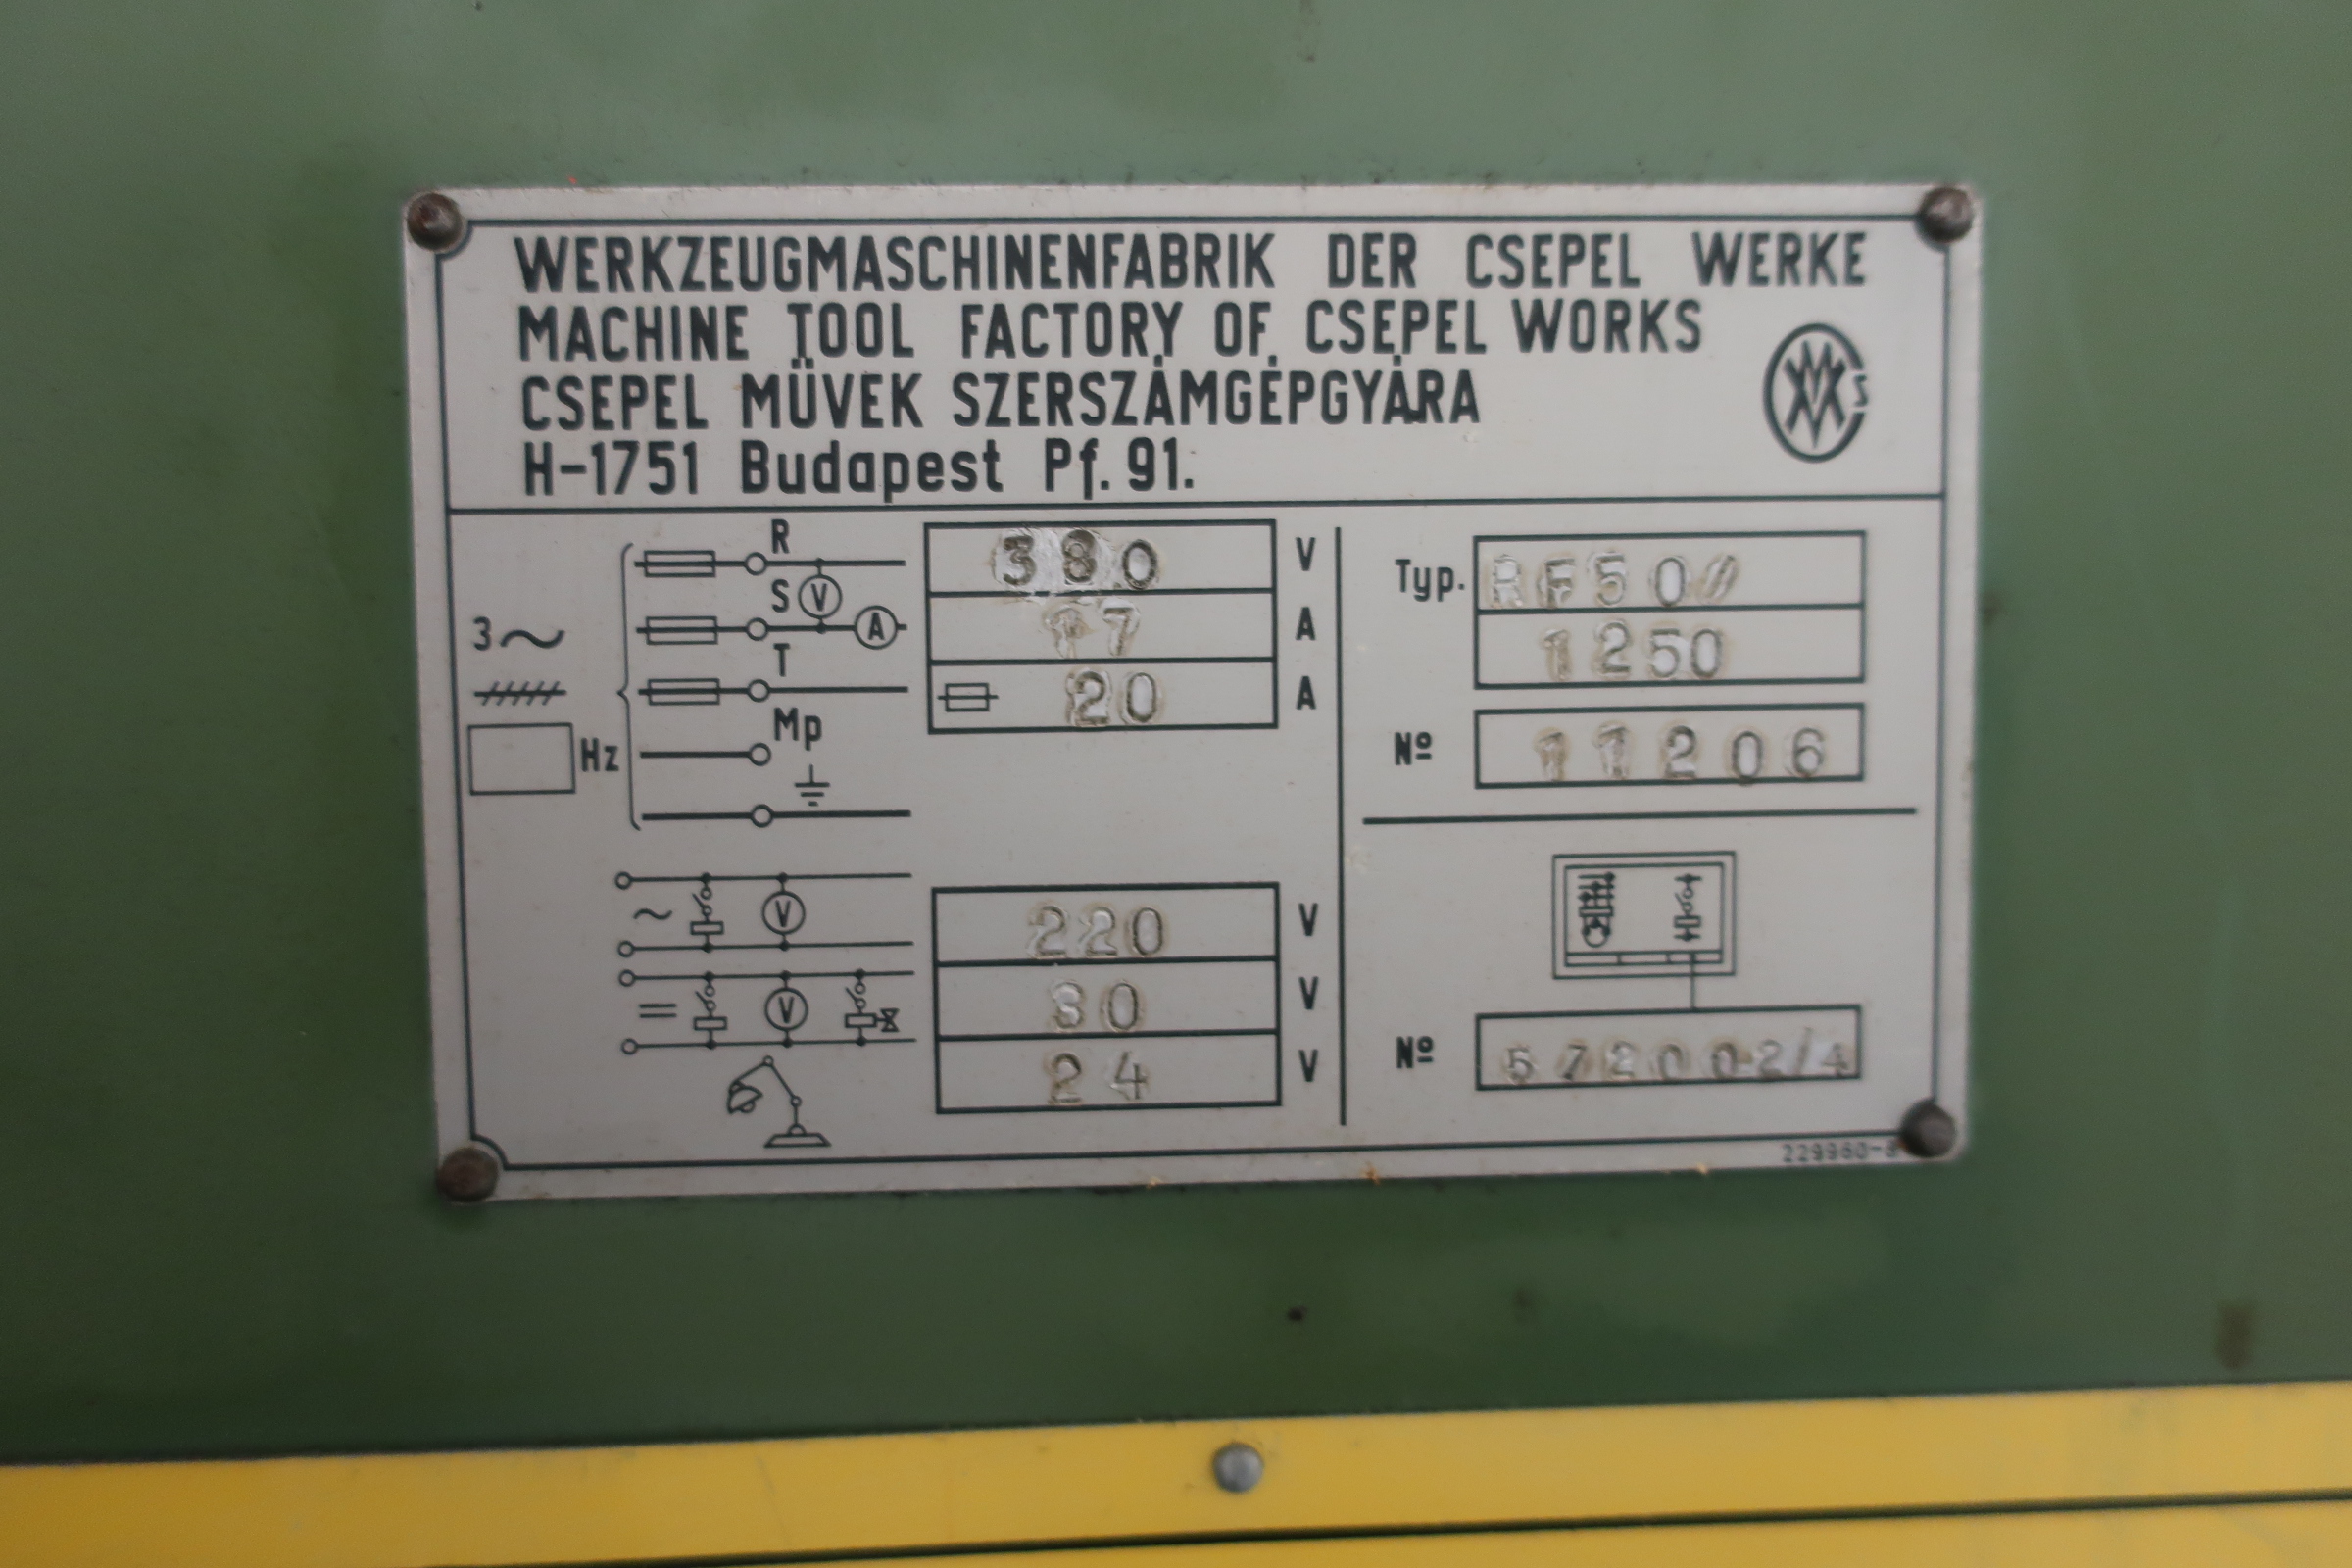 WERKZEUGMASCHINENFABRIK DER CSEPEL WERKE
MACHINE TOOL FACTORY OF CSEPEL WORKS
CSEPEL MÜVEK SZERSZÁMGÉPGYÁRA
H-1751 Budapest Pf. 91.
3~
Hz
R
S V
A
T
Mp
380 V
17 A
20 A
~ V
220 V
= V
30 V
24 V
Typ. RF50//
1250
Nº 11206
Nº 572002/4